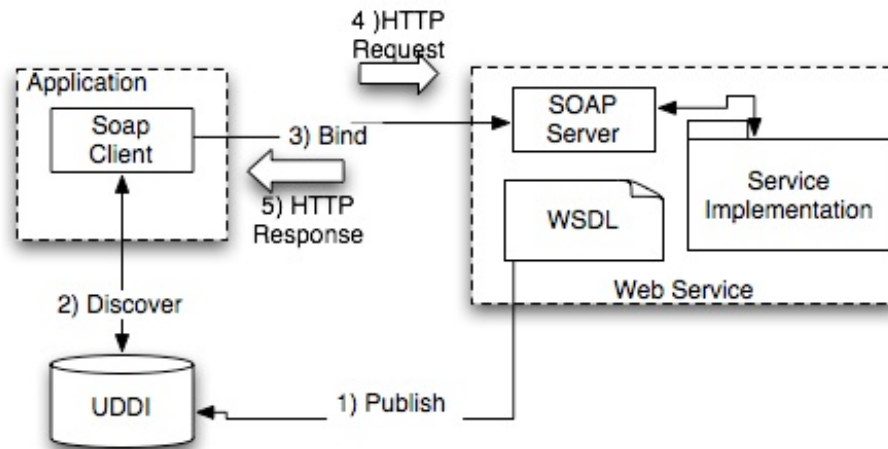 4 )HTTP
Request
Application
Soap
Client
3) Bind
SOAP
Server
5) HTTP
Response
WSDL
Service
Implementation
Web Service
2) Discover
UDDI
1) Publish